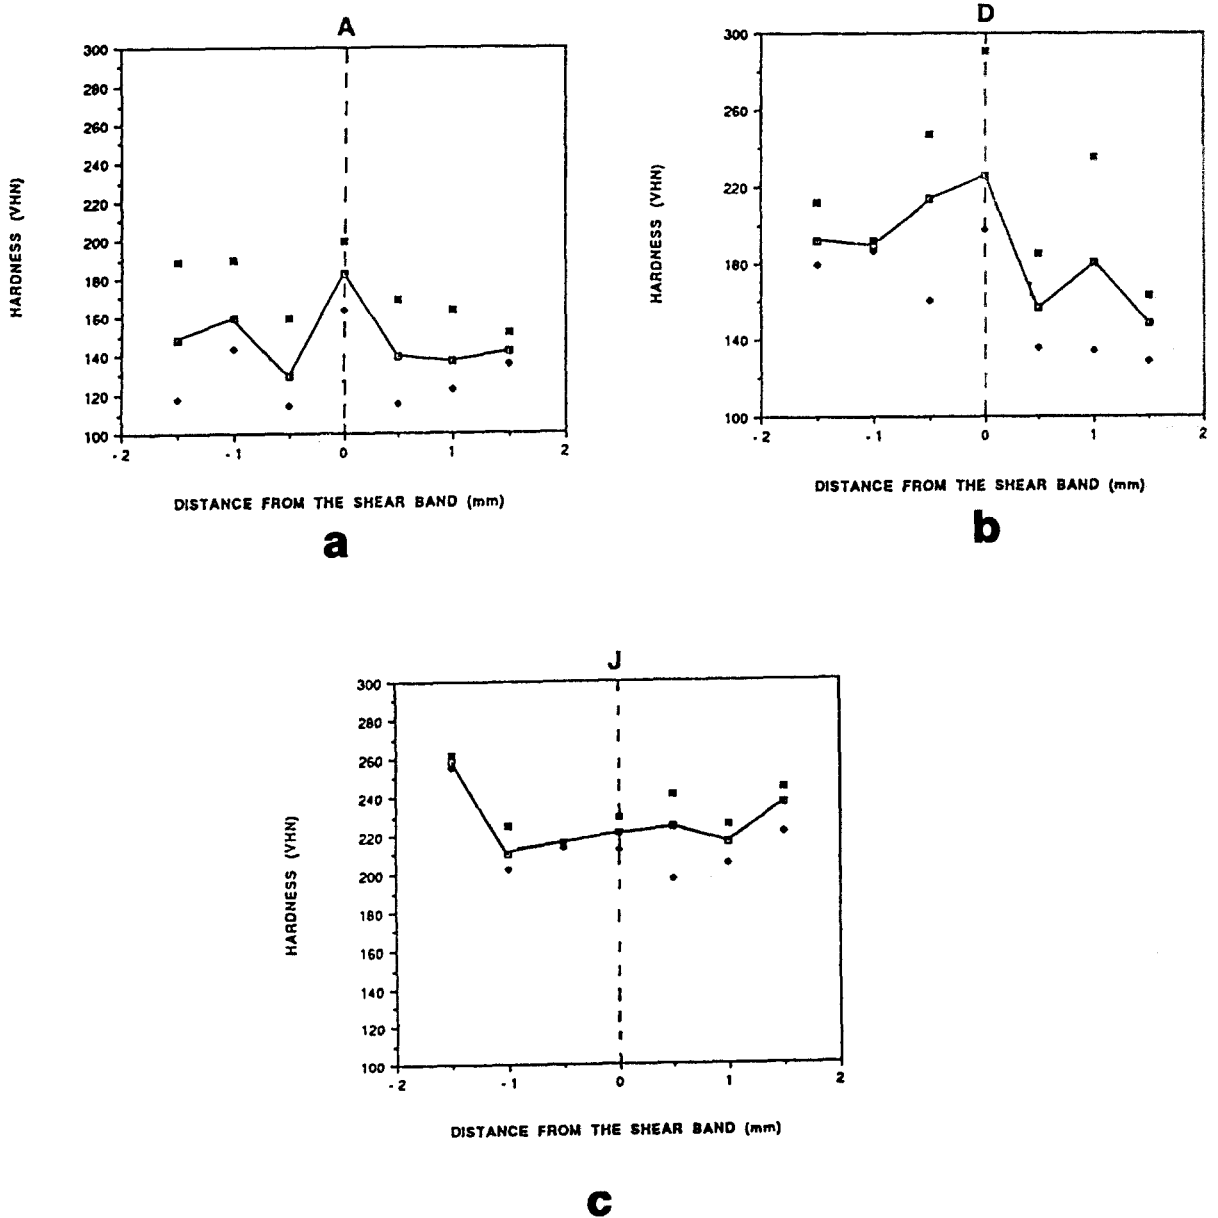 A
300
280
260
240
220
200
180
160
140
120
100
HARDNESS (VHN)
-2 -1 0 1 2
DISTANCE FROM THE SHEAR BAND (mm)
a
D
300
260
220
180
140
100
HARDNESS (VHN)
-2 -1 0 1 2
DISTANCE FROM THE SHEAR BAND (mm)
b
J
300
280
260
240
220
200
180
160
140
120
100
HARDNESS (VHN)
-2 -1 0 1 2
DISTANCE FROM THE SHEAR BAND (mm)
c